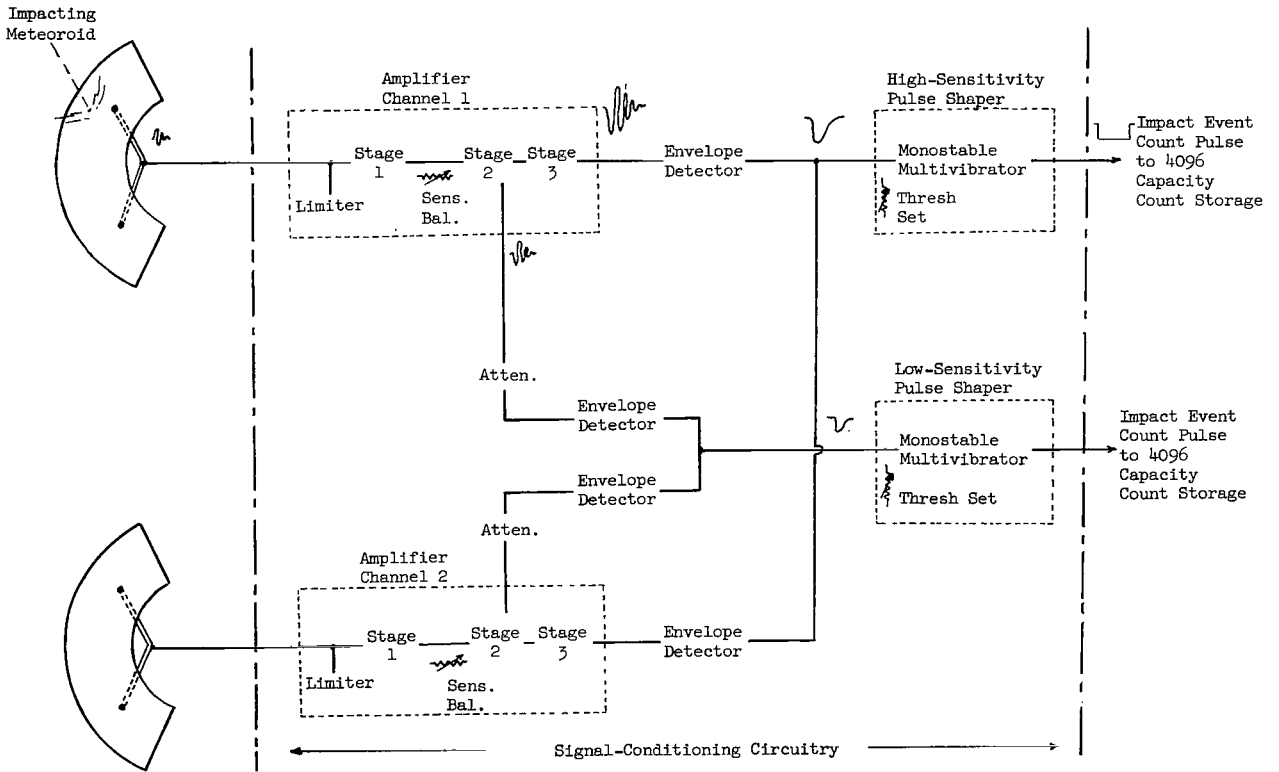 Impacting
Meteoroid
Amplifier
Channel 1
High-Sensitivity
Pulse Shaper
Limiter
Stage
1
Sens.
Bal.
Stage
2
Stage
3
Envelope
Detector
Monostable
Multivibrator
Thresh
Set
Impact Event
Count Pulse
to 4096
Capacity
Count Storage
Atten.
Envelope
Detector
Low-Sensitivity
Pulse Shaper
Monostable
Multivibrator
Thresh Set
Impact Event
Count Pulse
to 4096
Capacity
Count Storage
Envelope
Detector
Atten.
Amplifier
Channel 2
Limiter
Stage
1
Sens.
Bal.
Stage
2
Stage
3
Envelope
Detector
Signal-Conditioning Circuitry